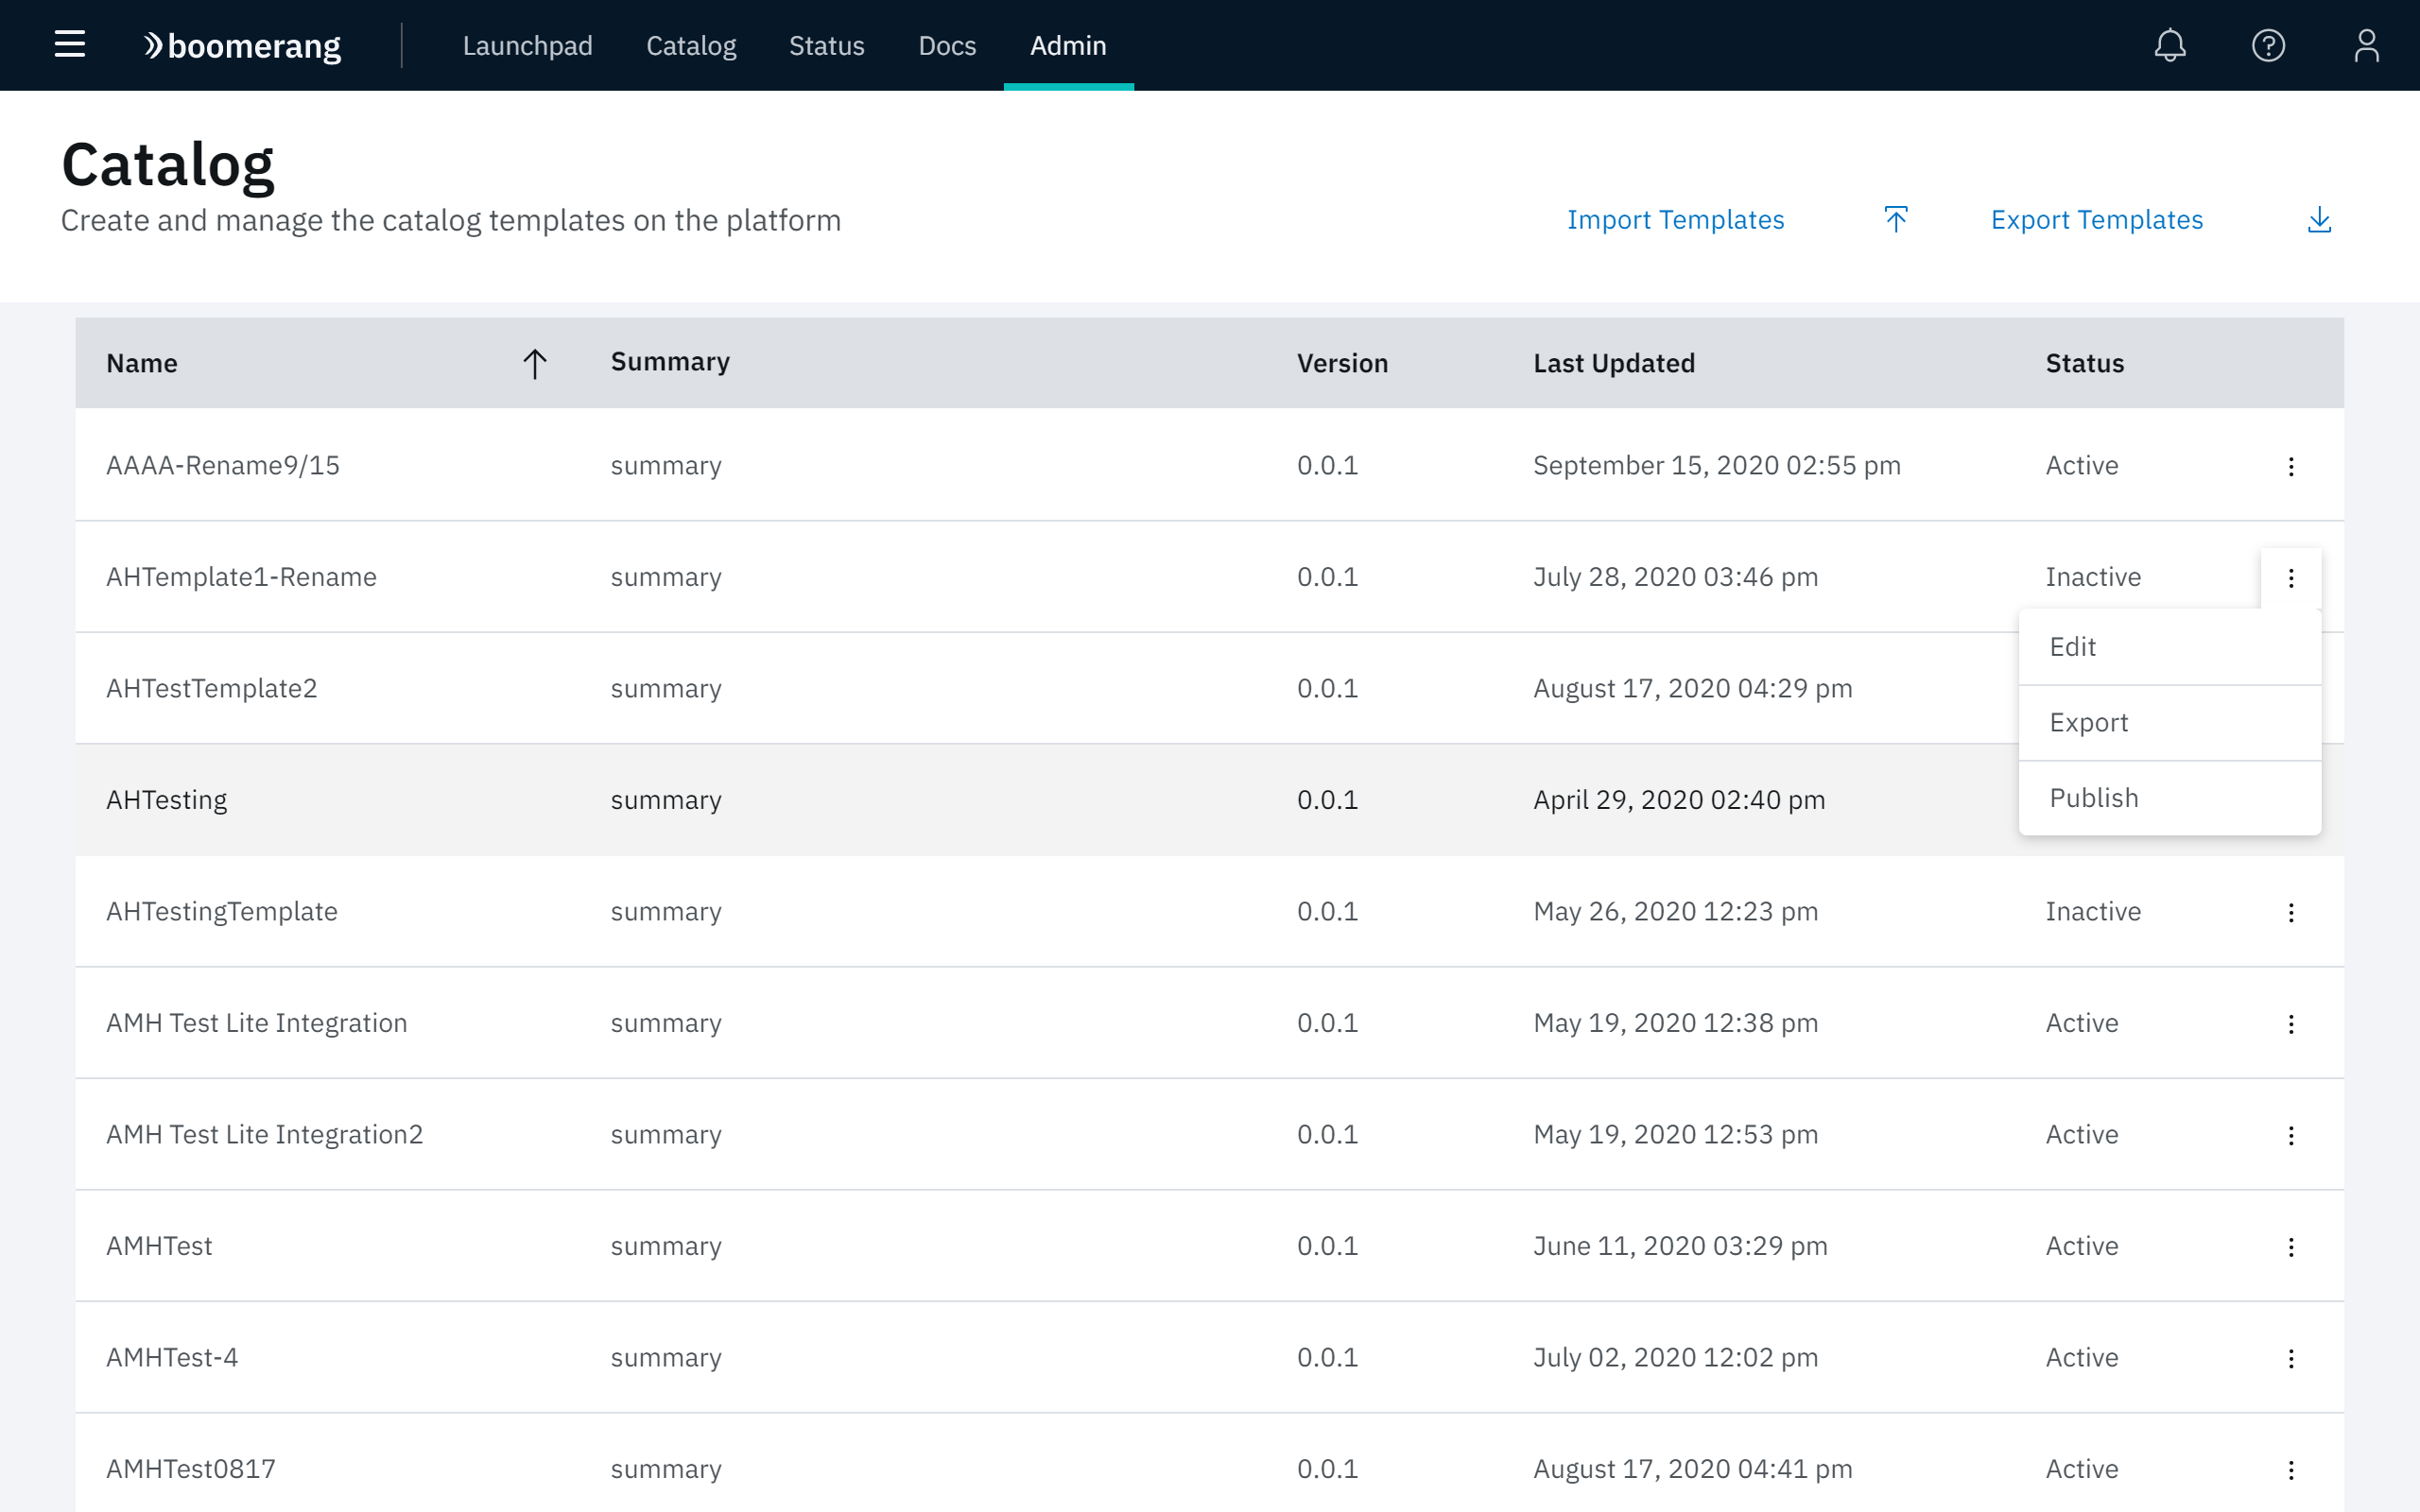 boomerang Launchpad Catalog Status Docs Admin
Catalog
Create and manage the catalog templates on the platform
Import Templates Export Templates
Name Summary Version Last Updated Status
AAAA-Rename9/15 summary 0.0.1 September 15, 2020 02:55 pm Active
AHTemplate1-Rename summary 0.0.1 July 28, 2020 03:46 pm Inactive
Edit
AHTestTemplate2 summary 0.0.1 August 17, 2020 04:29 pm
Export
AHTesting summary 0.0.1 April 29, 2020 02:40 pm
Publish
AHTestingTemplate summary 0.0.1 May 26, 2020 12:23 pm Inactive
AMH Test Lite Integration summary 0.0.1 May 19, 2020 12:38 pm Active
AMH Test Lite Integration2 summary 0.0.1 May 19, 2020 12:53 pm Active
AMHTest summary 0.0.1 June 11, 2020 03:29 pm Active
AMHTest-4 summary 0.0.1 July 02, 2020 12:02 pm Active
AMHTest0817 summary 0.0.1 August 17, 2020 04:41 pm Active